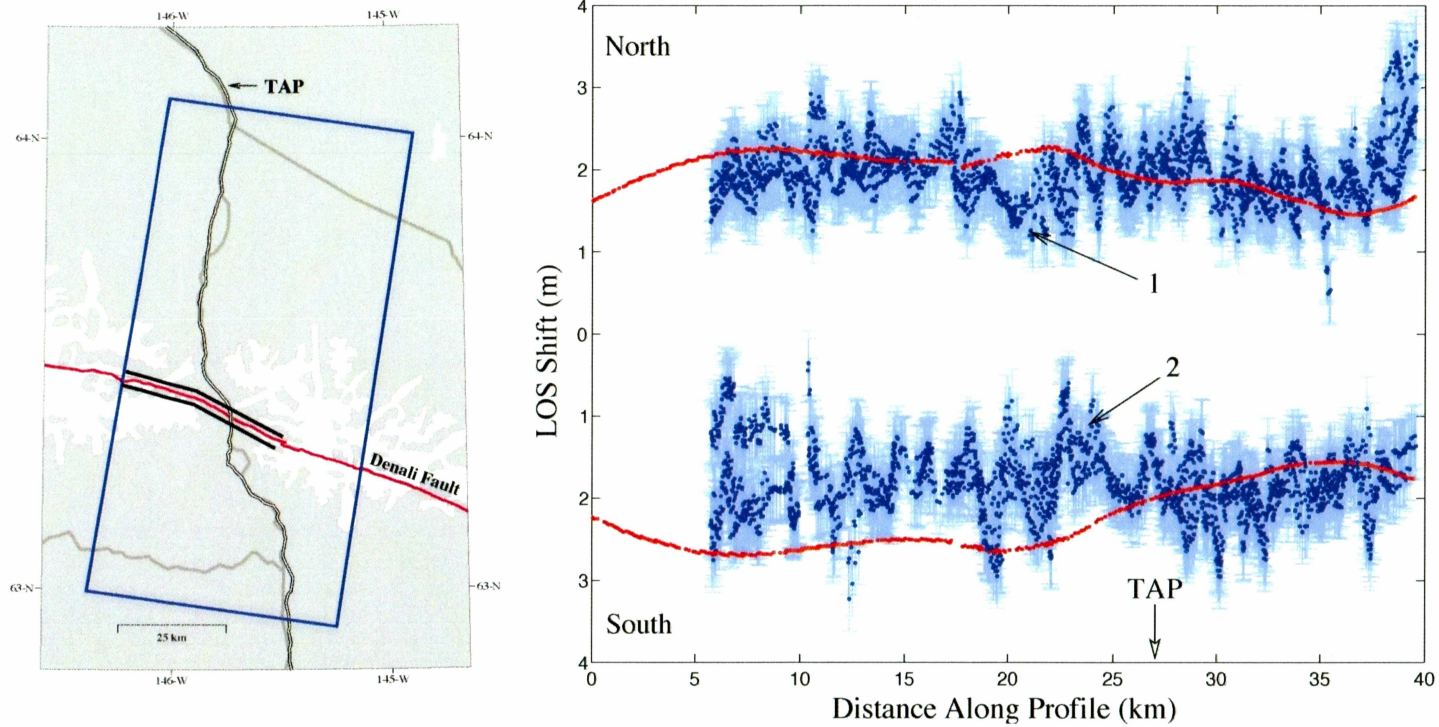 146-W
145-W
TAP
64-N
64-N
Denali Fault
63-N
63-N
25 km
146-W
145-W
North
South
LOS Shift (m)
4
3
2
1
0
1
2
3
4
1
2
TAP
0
5
10
15
20
25
30
35
40
Distance Along Profile (km)